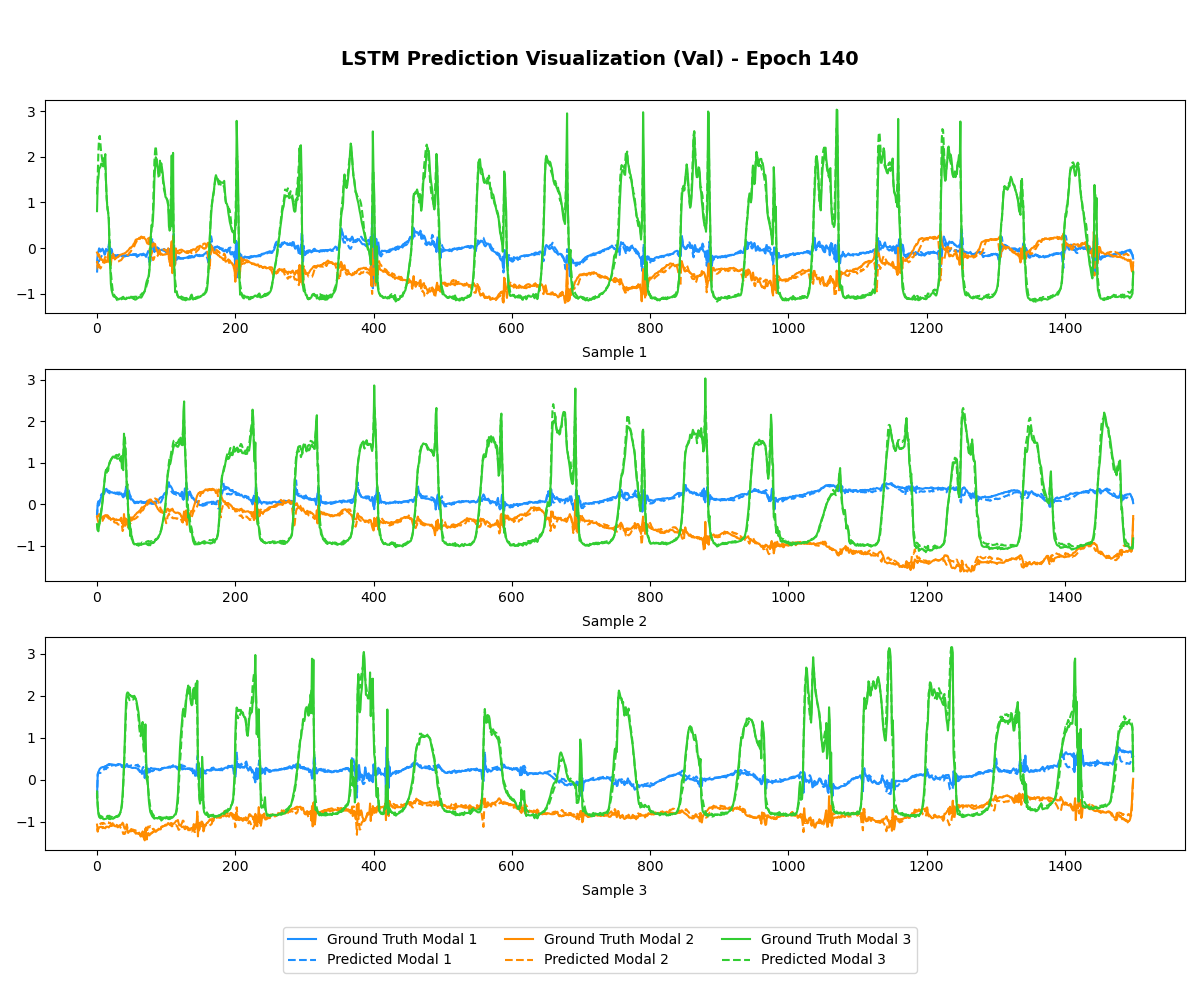 LSTM Prediction Visualization (Val) - Epoch 140
3
2
1
0
−1
0 200 400 600 800 1000 1200 1400
Sample 1
3
2
1
0
−1
0 200 400 600 800 1000 1200 1400
Sample 2
3
2
1
0
−1
0 200 400 600 800 1000 1200 1400
Sample 3
Ground Truth Modal 1 Ground Truth Modal 2 Ground Truth Modal 3
Predicted Modal 1 Predicted Modal 2 Predicted Modal 3